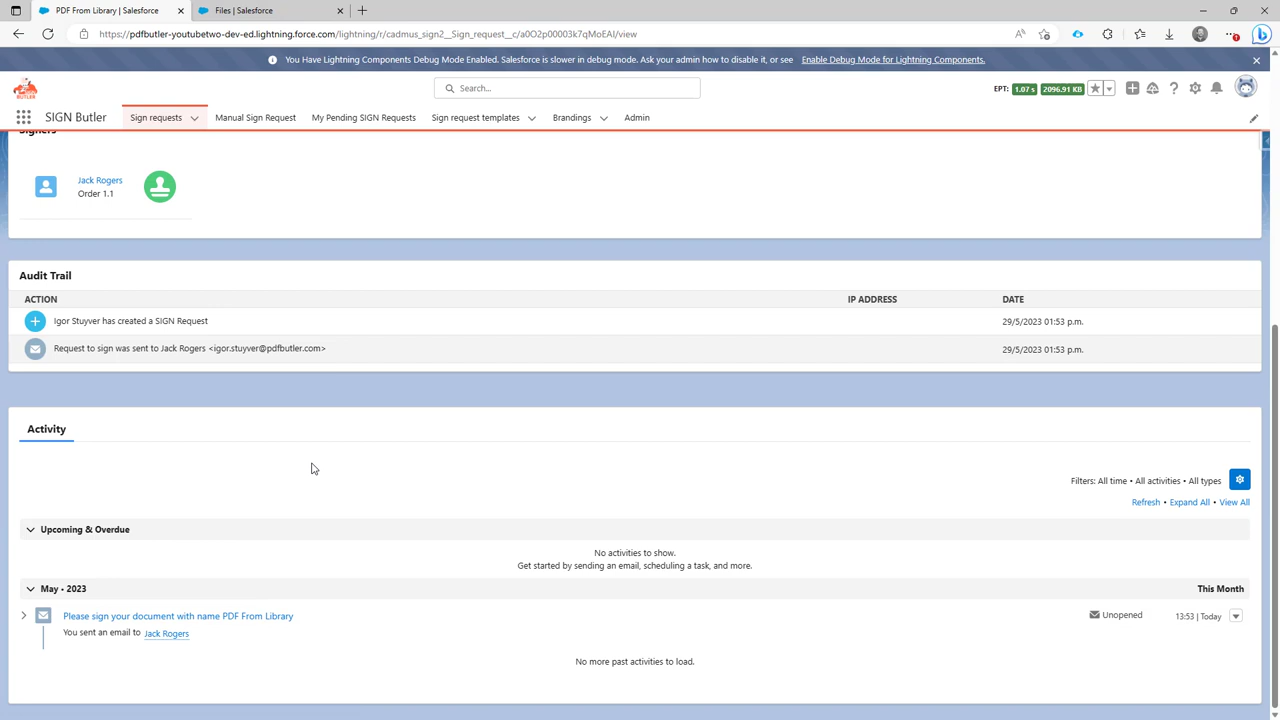 PDF From Library | Salesforce
Files | Salesforce
https://pdfbutler-youtubetwo-dev-ed.lightning.force.com/lightning/r/cadmus_sign2__Sign_request__c/a0O2p00003k7qMoEAI/view
You Have Lightning Components Debug Mode Enabled. Salesforce is slower in debug mode. Ask your admin how to disable it, or see Enable Debug Mode for Lightning Components.
BUTLER
Search...
EPT: 1.07 s 2096.91 KB
SIGN Butler
Sign requests
Manual Sign Request
My Pending SIGN Requests
Sign request templates
Brandings
Admin
Signers
Jack Rogers
Order 1.1
Audit Trail
ACTION IP ADDRESS DATE
Igor Stuyver has created a SIGN Request 29/5/2023 01:53 p.m.
Request to sign was sent to Jack Rogers <igor.stuyver@pdfbutler.com> 29/5/2023 01:53 p.m.
Activity
Filters: All time • All activities • All types
Refresh • Expand All • View All
Upcoming & Overdue
No activities to show.
Get started by sending an email, scheduling a task, and more.
May • 2023 This Month
Please sign your document with name PDF From Library Unopened 13:53 | Today
You sent an email to Jack Rogers
No more past activities to load.